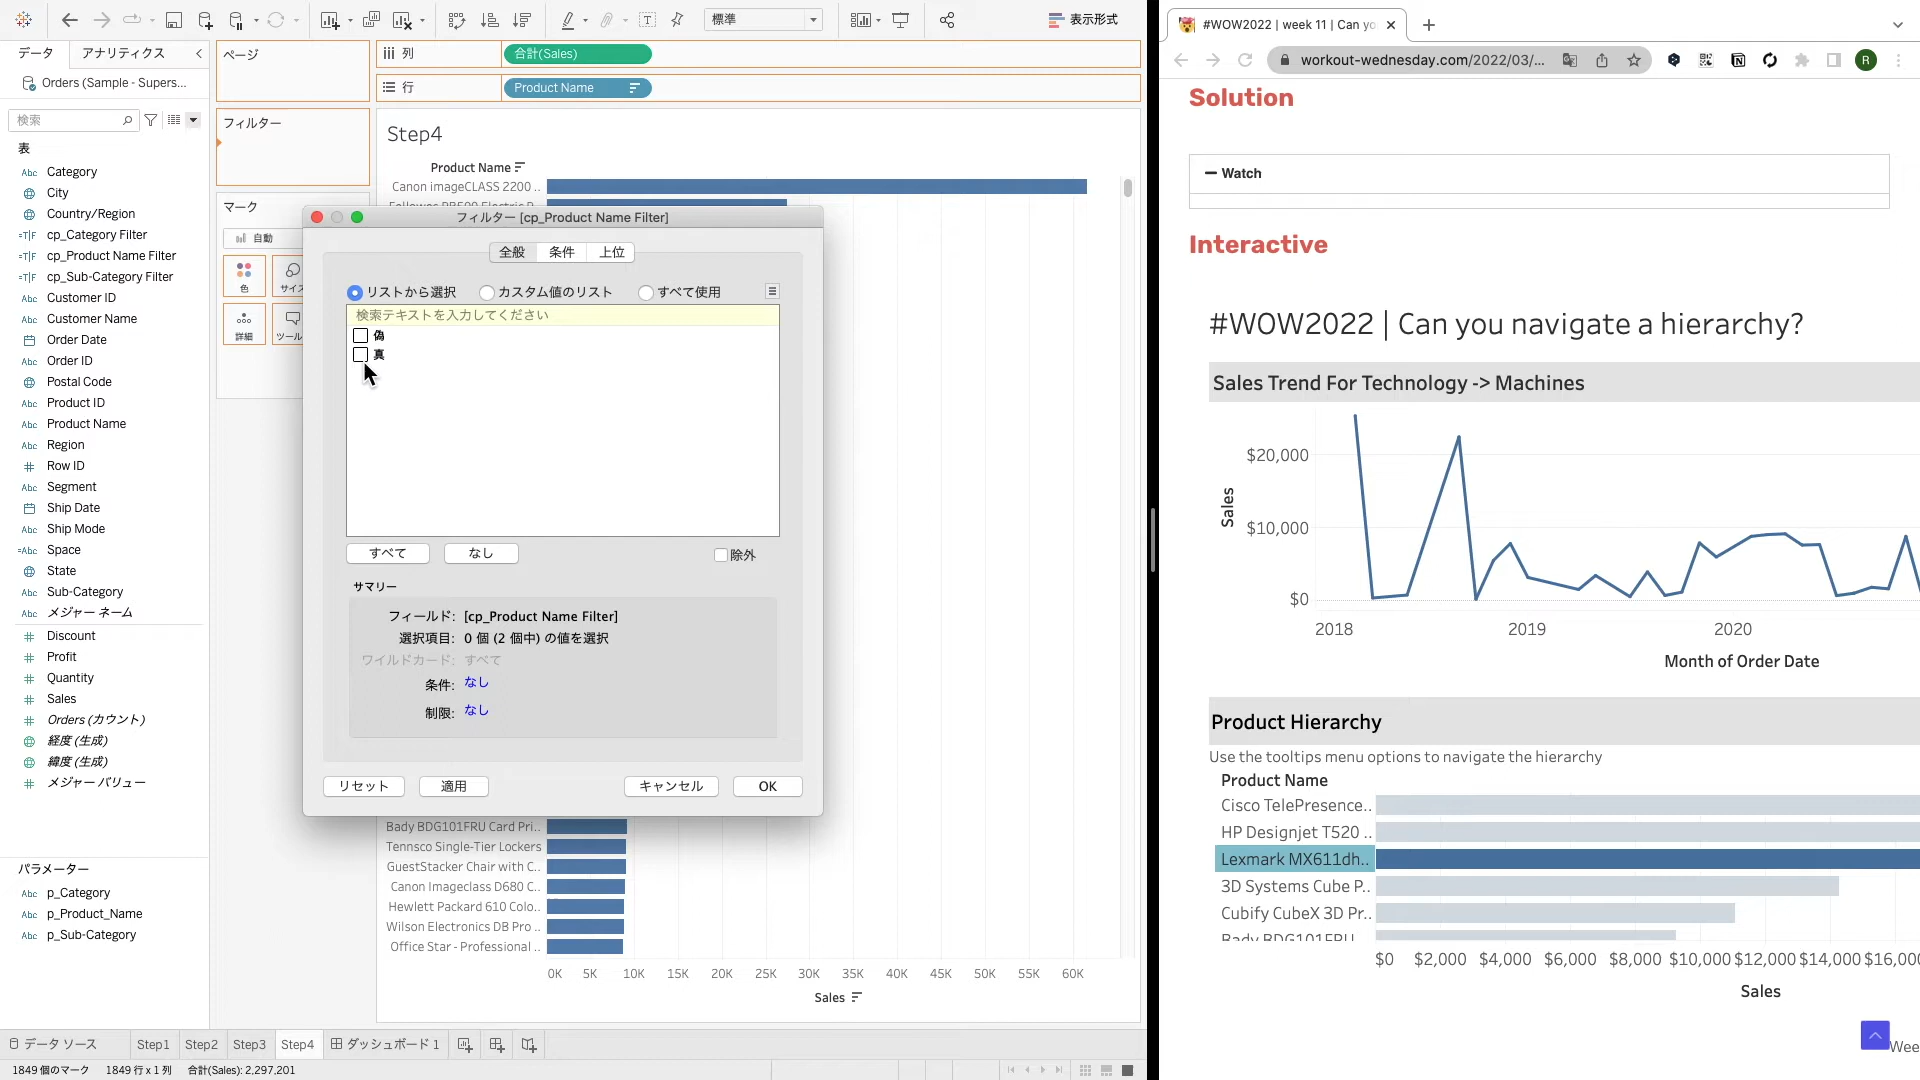 標準
表示形式
データ
アナリティクス
ページ
列
合計(Sales)
Orders (Sample - Supers...
行
Product Name
検索
フィルター
Step4
表
Category
City
Country/Region
cp_Category Filter
cp_Product Name Filter
cp_Sub-Category Filter
Customer ID
Customer Name
Order Date
Order ID
Postal Code
Product ID
Product Name
Region
Row ID
Segment
Ship Date
Ship Mode
Space
State
Sub-Category
メジャー ネーム
Discount
Profit
Quantity
Sales
Orders (カウント)
経度 (生成)
緯度 (生成)
メジャー バリュー
パラメーター
p_Category
p_Product_Name
p_Sub-Category
マーク
自動
色
サイズ
詳細
ツール
Product Name
Canon imageCLASS 2200 ..
フィルター [cp_Product Name Filter]
全般
条件
上位
リストから選択
カスタム値のリスト
すべて使用
検索テキストを入力してください
偽
真
すべて
なし
除外
サマリー
フィールド: [cp_Product Name Filter]
選択項目: 0 個 (2 個中) の値を選択
ワイルドカード: すべて
条件: なし
制限: なし
リセット
適用
キャンセル
OK
Bady BDG101FRU Card Pri..
Tennsco Single-Tier Lockers
GuestStacker Chair with C..
Canon Imageclass D680 C..
Hewlett Packard 610 Colo..
Wilson Electronics DB Pro ..
Office Star - Professional ..
0K 5K 10K 15K 20K 25K 30K 35K 40K 45K 50K 55K 60K
Sales
データ ソース
Step1
Step2
Step3
Step4
ダッシュボード 1
1849 個のマーク
1849 行 x 1 列
合計(Sales): 2,297,201
#WOW2022 | week 11 | Can yo
workout-wednesday.com/2022/03/...
R
Solution
Watch
Interactive
#WOW2022 | Can you navigate a hierarchy?
Sales Trend For Technology -> Machines
$20,000
$10,000
$0
Sales
2018 2019 2020
Month of Order Date
Product Hierarchy
Use the tooltips menu options to navigate the hierarchy
Product Name
Cisco TelePresence..
HP Designjet T520 ..
Lexmark MX611dh..
3D Systems Cube P..
Cubify CubeX 3D Pr..
Bady BDG101FRU
$0 $2,000 $4,000 $6,000 $8,000 $10,000 $12,000 $14,000 $16,00
Sales
Wee